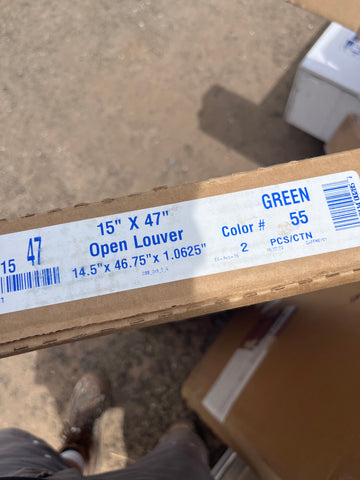 15 47
15" X 47"
Open Louver
14.5"x 46.75"x 1.0625"
GREEN
Color # 55
2 PCS/CTN